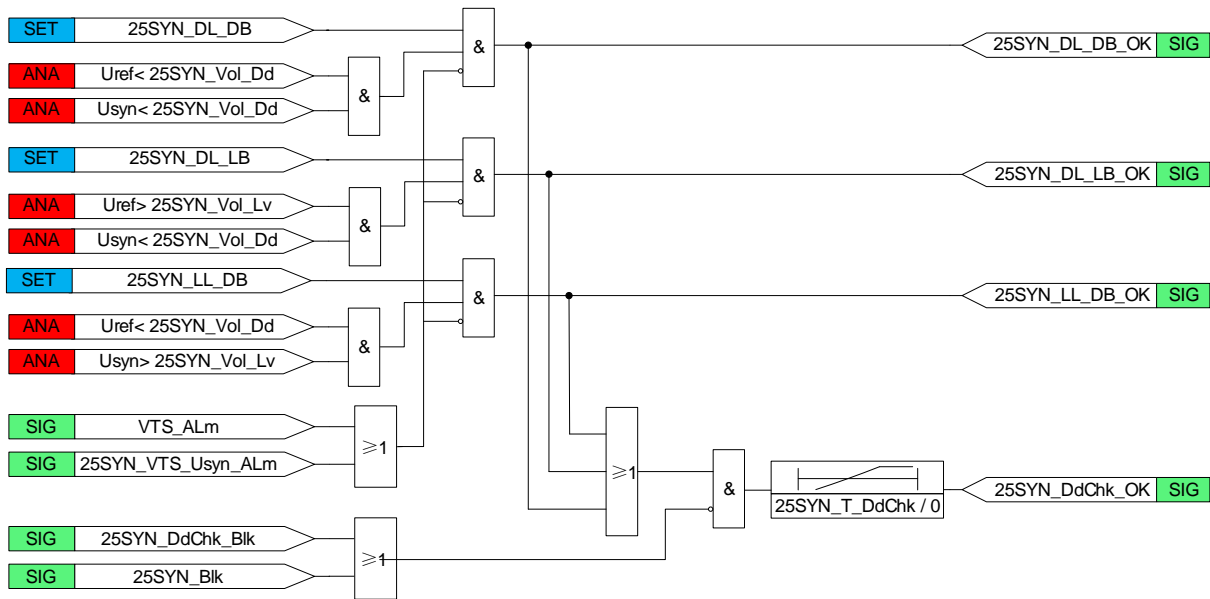 SET 25SYN_DL_DB
ANA Uref< 25SYN_Vol_Dd
ANA Usyn< 25SYN_Vol_Dd
&
&
25SYN_DL_DB_OK SIG
SET 25SYN_DL_LB
ANA Uref> 25SYN_Vol_Lv
ANA Usyn< 25SYN_Vol_Dd
&
&
25SYN_DL_LB_OK SIG
SET 25SYN_LL_DB
ANA Uref< 25SYN_Vol_Dd
ANA Usyn> 25SYN_Vol_Lv
&
&
25SYN_LL_DB_OK SIG
SIG VTS_ALm
SIG 25SYN_VTS_Usyn_ALm
≥1
≥1
&
25SYN_T_DdChk / 0
25SYN_DdChk_OK SIG
SIG 25SYN_DdChk_Blk
SIG 25SYN_Blk
≥1